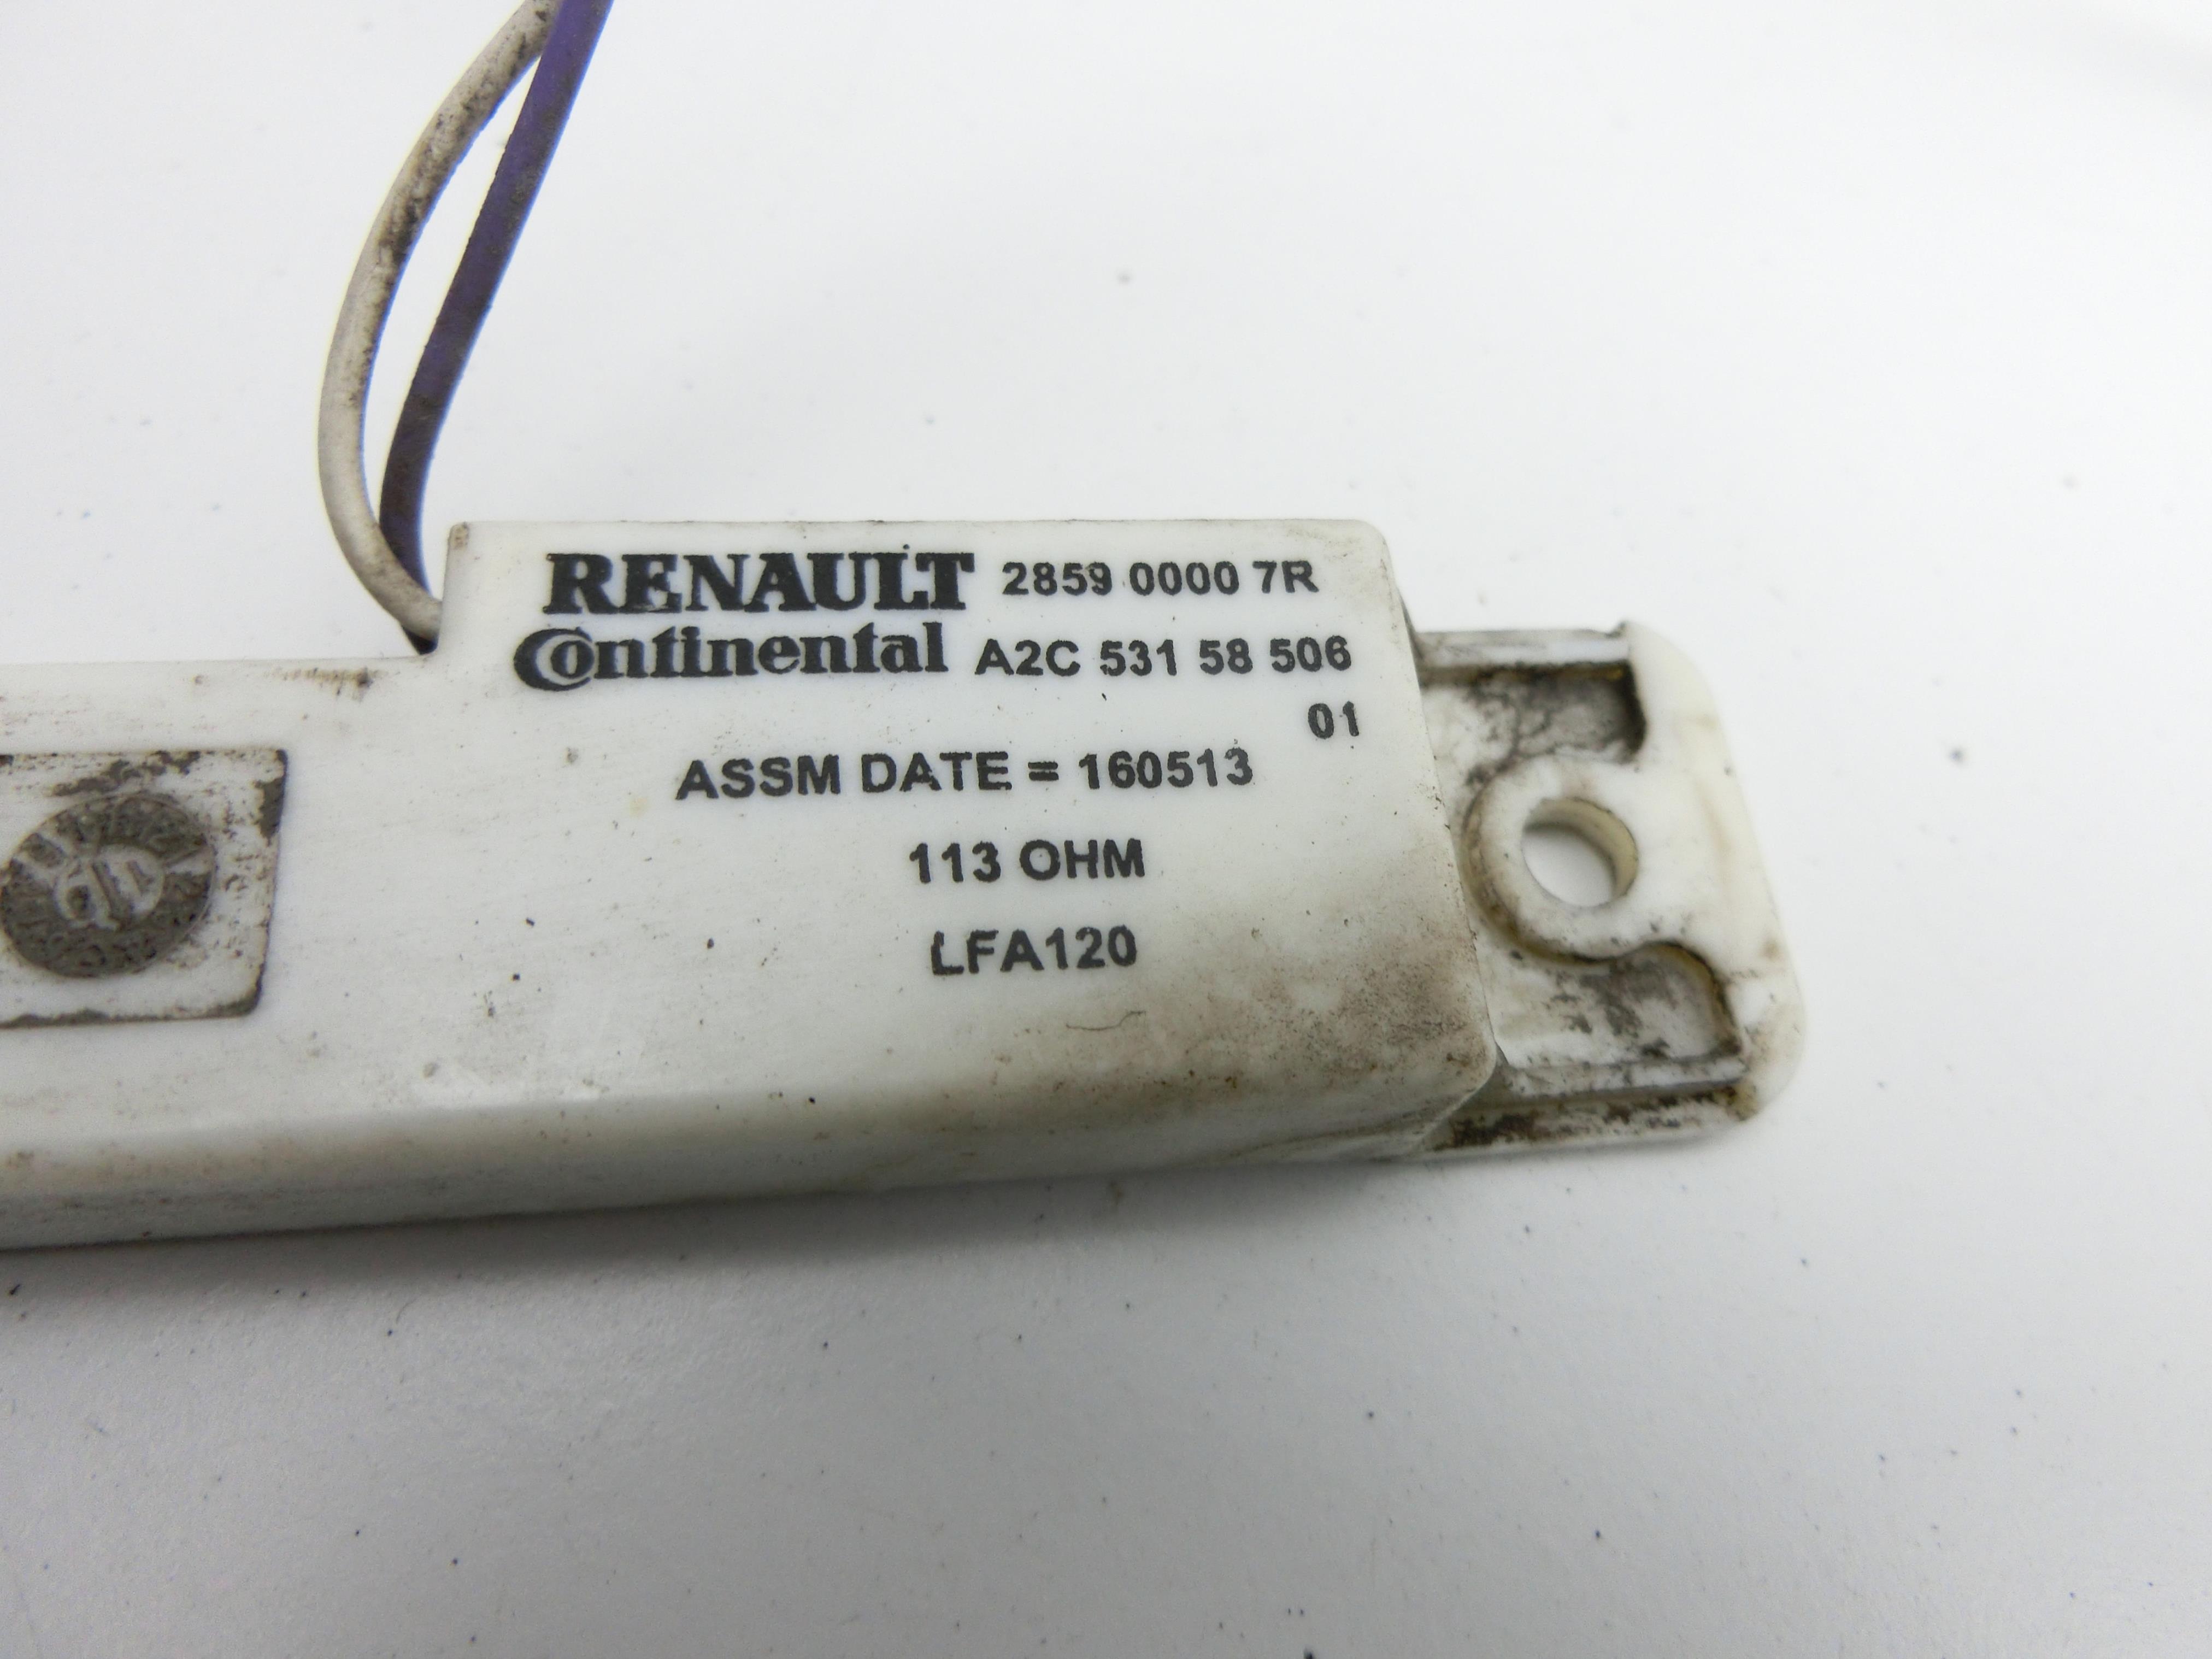 RENAULT 2859 0000 7R
Continental A2C 531 58 506
01
ASSM DATE = 160513
113 OHM
LFA120